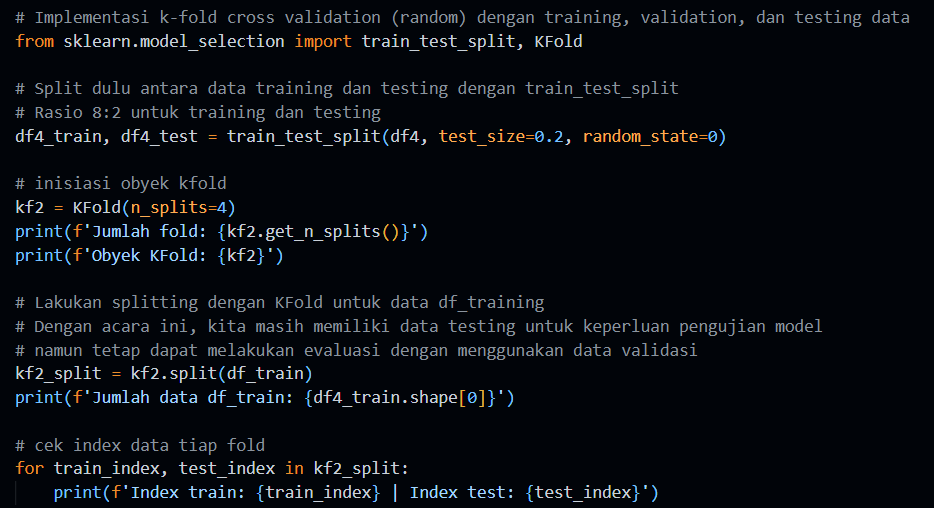 # Implementasi k-fold cross validation (random) dengan training, validation, dan testing data
from sklearn.model_selection import train_test_split, KFold
# Split dulu antara data training dan testing dengan train_test_split
# Rasio 8:2 untuk training dan testing
df4_train, df4_test = train_test_split(df4, test_size=0.2, random_state=0)
# inisiasi obyek kfold
kf2 = KFold(n_splits=4)
print(f'Jumlah fold: {kf2.get_n_splits()}')
print(f'Obyek KFold: {kf2}')
# Lakukan splitting dengan KFold untuk data df_training
# Dengan acara ini, kita masih memiliki data testing untuk keperluan pengujian model
# namun tetap dapat melakukan evaluasi dengan menggunakan data validasi
kf2_split = kf2.split(df_train)
print(f'Jumlah data df_train: {df4_train.shape[0]}')
# cek index data tiap fold
for train_index, test_index in kf2_split:
    print(f'Index train: {train_index} | Index test: {test_index}')